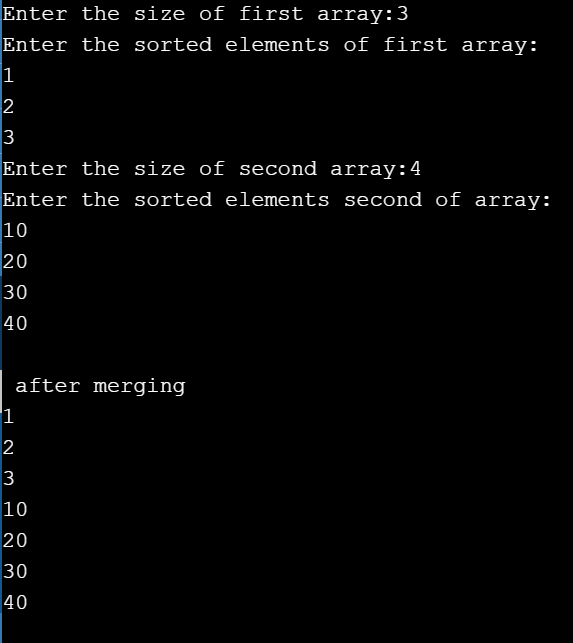 Enter the size of first array:3
Enter the sorted elements of first array:
1
2
3
Enter the size of second array:4
Enter the sorted elements second of array:
10
20
30
40
after merging
1
2
3
10
20
30
40